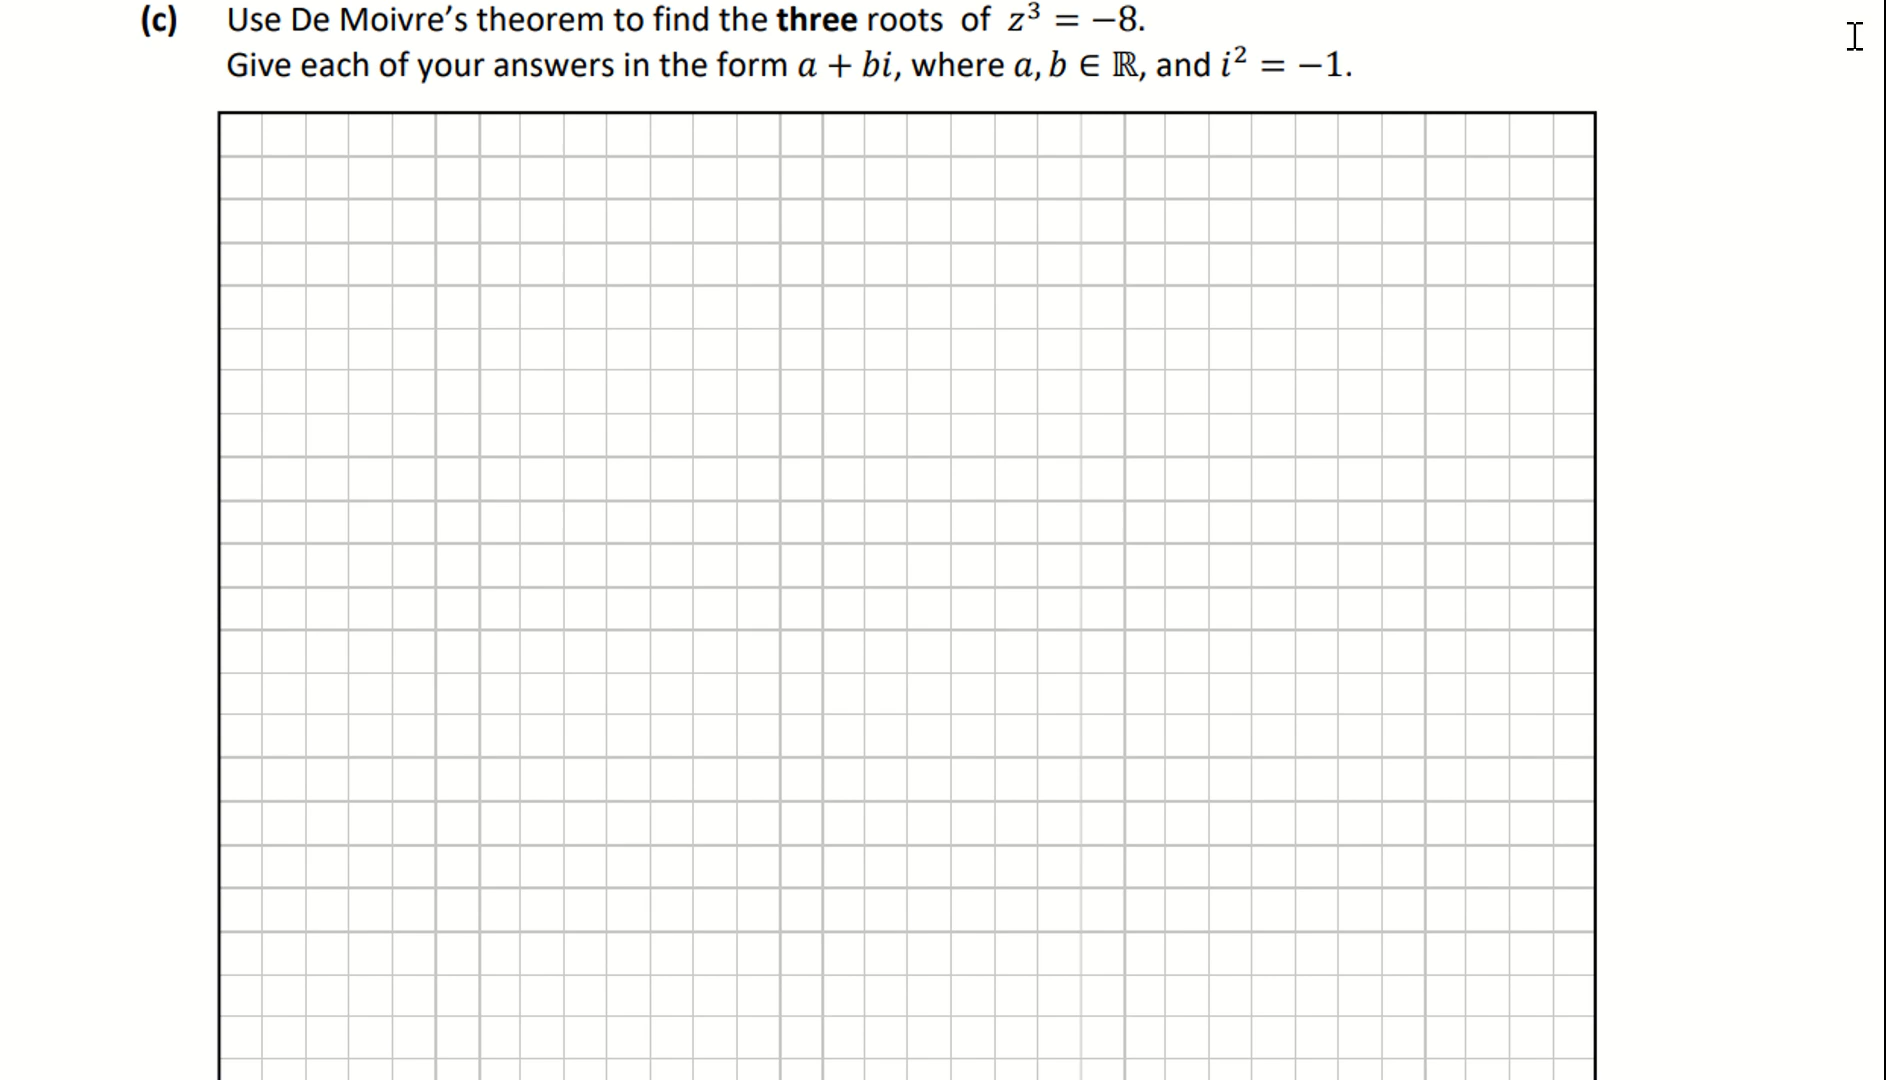 (c) Use De Moivre’s theorem to find the three roots of z³ = −8.
Give each of your answers in the form a + bi, where a, b ∈ ℝ, and i² = −1.